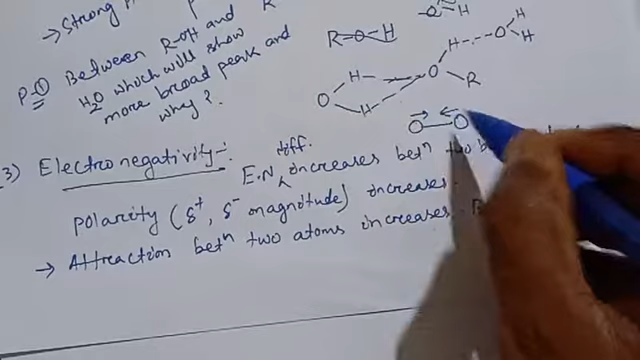 → Strong
P-① Between R-OH and R
H₂O which will show
more broad peak and
why?
R-O-H
O H
H
H---O H
O R
H
O H
O—O
3) Electronegativity:
diff.
E.N. increases betⁿ two
polarity (δ⁺, δ⁻ magnitude) increases.
→ Attraction betⁿ two atoms increases.